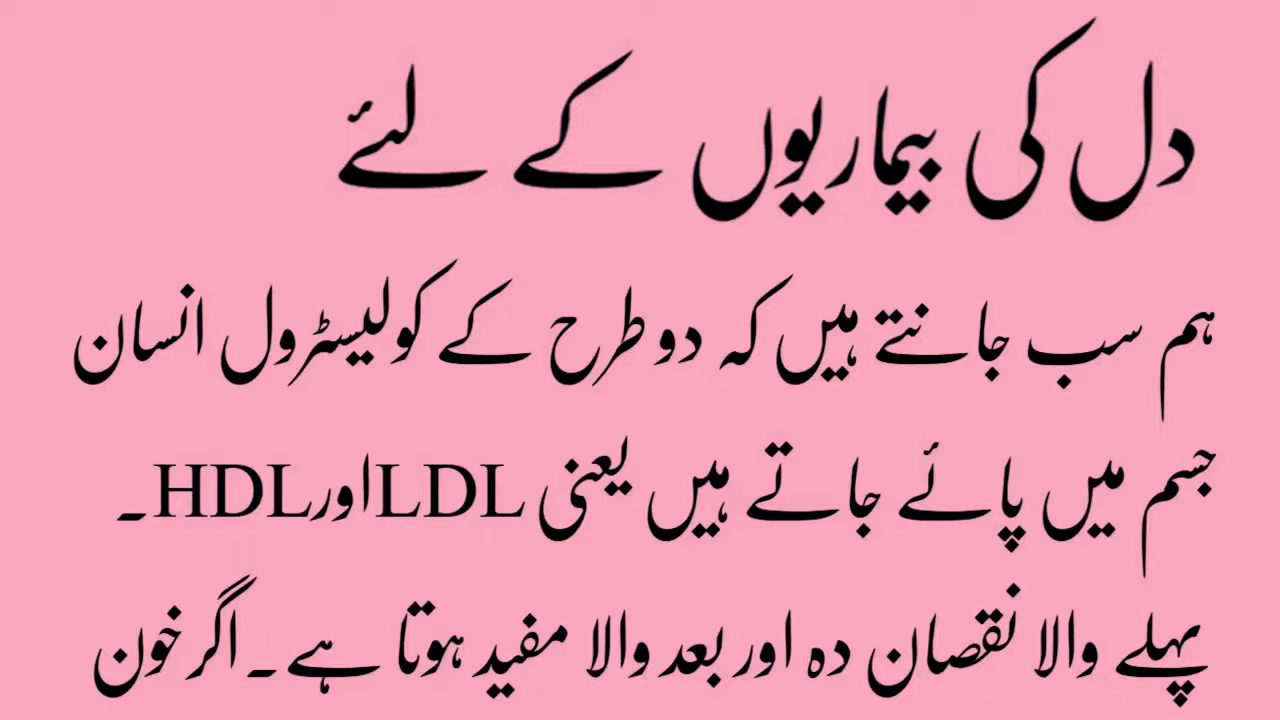 دل کی بیماریوں کے لئے
ہم سب جانتے ہیں کہ دو طرح کے کولیسٹرول انسان
جسم میں پائے جاتے ہیں یعنی LDL اور HDL۔
پہلے والا نقصان دہ اور بعد والا مفید ہوتا ہے۔ اگر خون